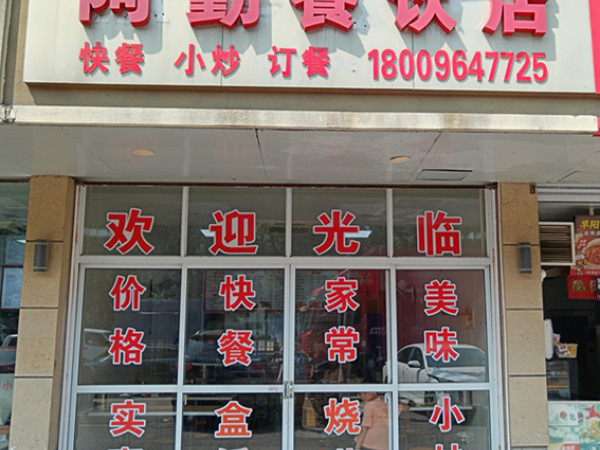 阿勤餐饮店
快餐 小炒 订餐 18009647725
欢迎光临
价格实
快餐盒
家常烧
美味小